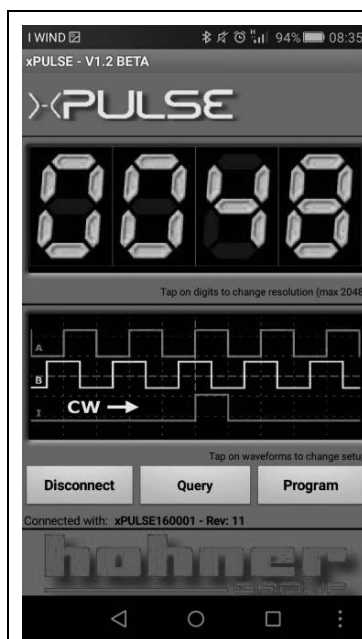 I WIND 94% 08:35
xPULSE - V1.2 BETA
xPULSE
0048
Tap on digits to change resolution (max 2048
A
B
I
CW →
Tap on waveforms to change setu
Disconnect Query Program
Connected with: xPULSE160001 - Rev: 11
hohner